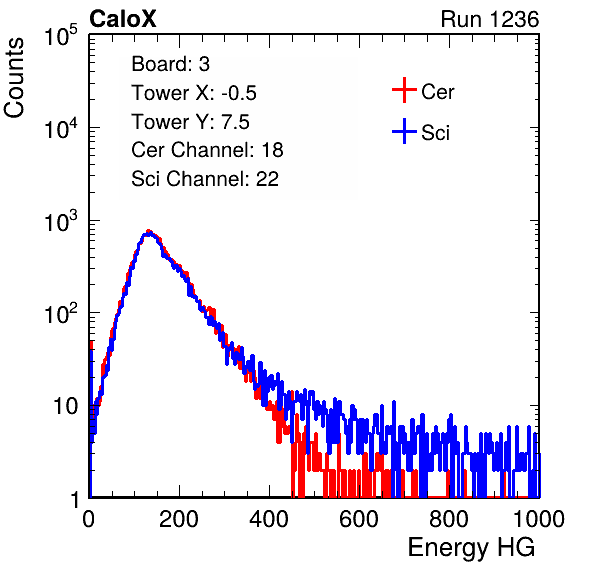 CaloX Run 1236
Counts
10^5
10^4
10^3
10^2
10
1
Board: 3
Tower X: -0.5
Tower Y: 7.5
Cer Channel: 18
Sci Channel: 22
Cer
Sci
0 200 400 600 800 1000
Energy HG